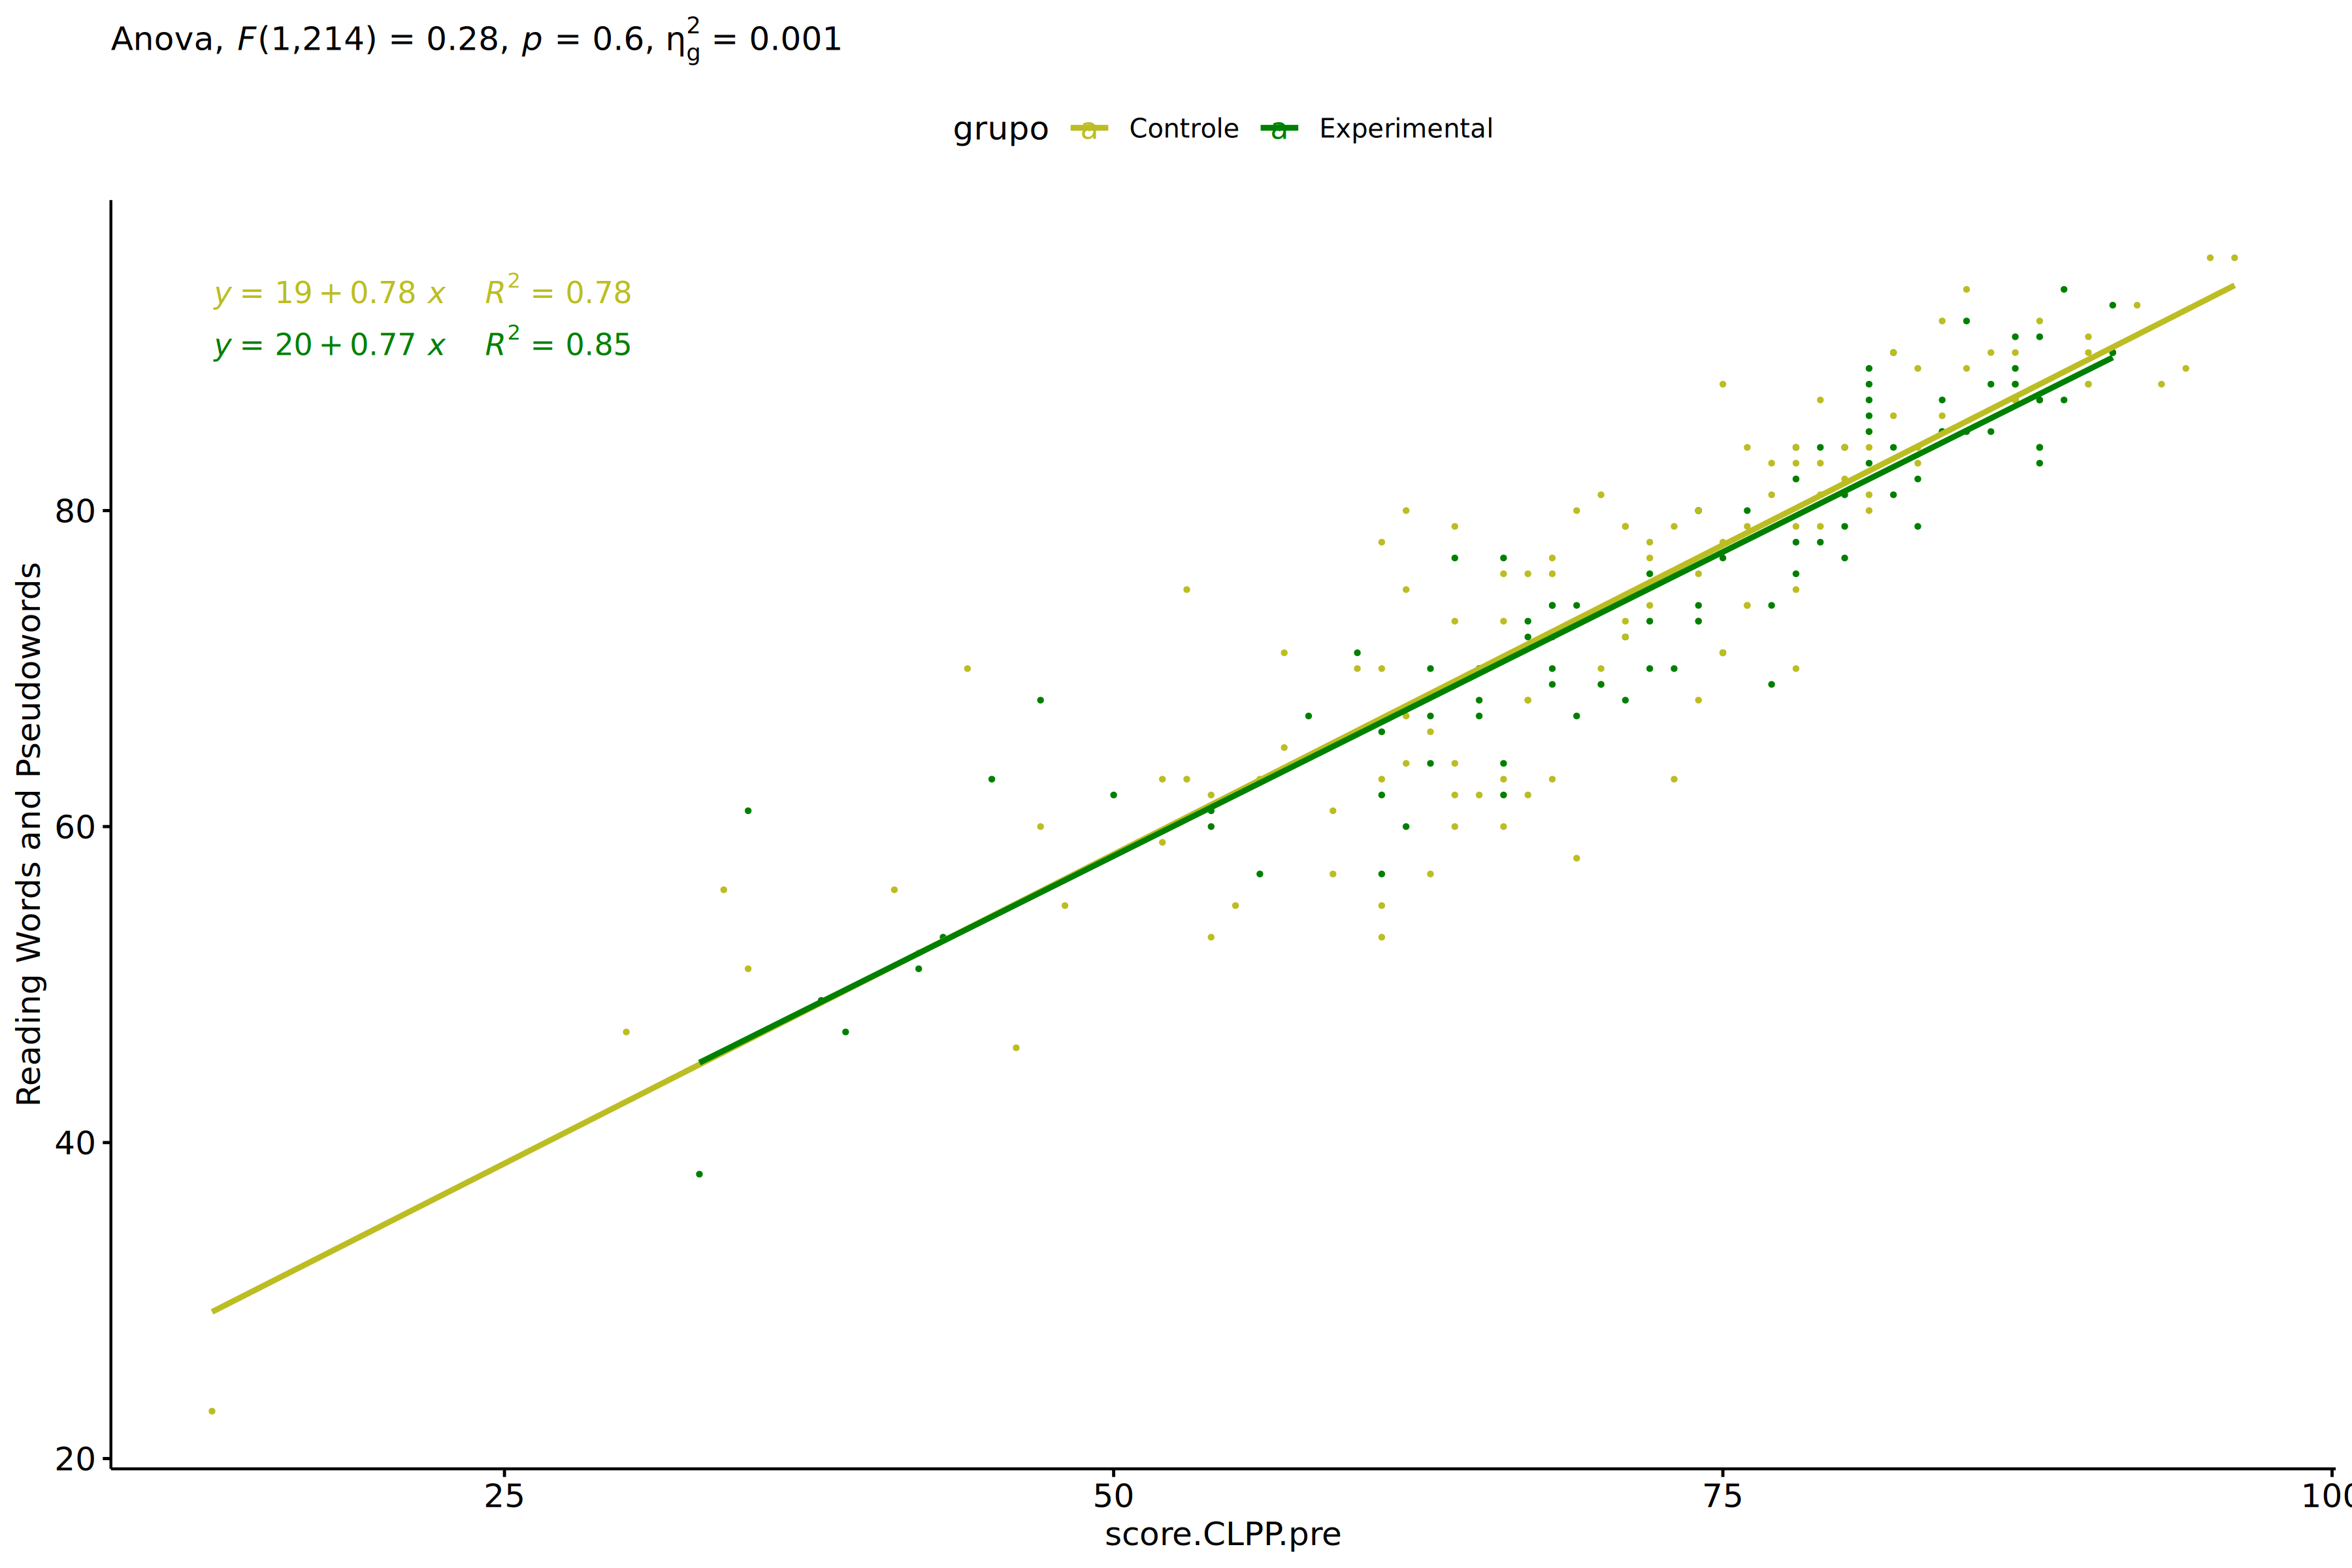 Anova, F(1,214) = 0.28, p = 0.6, η²g = 0.001
grupo a Controle a Experimental
y = 19 + 0.78 x R² = 0.78
y = 20 + 0.77 x R² = 0.85
80
60
40
20
Reading Words and Pseudowords
25 50 75 100
score.CLPP.pre